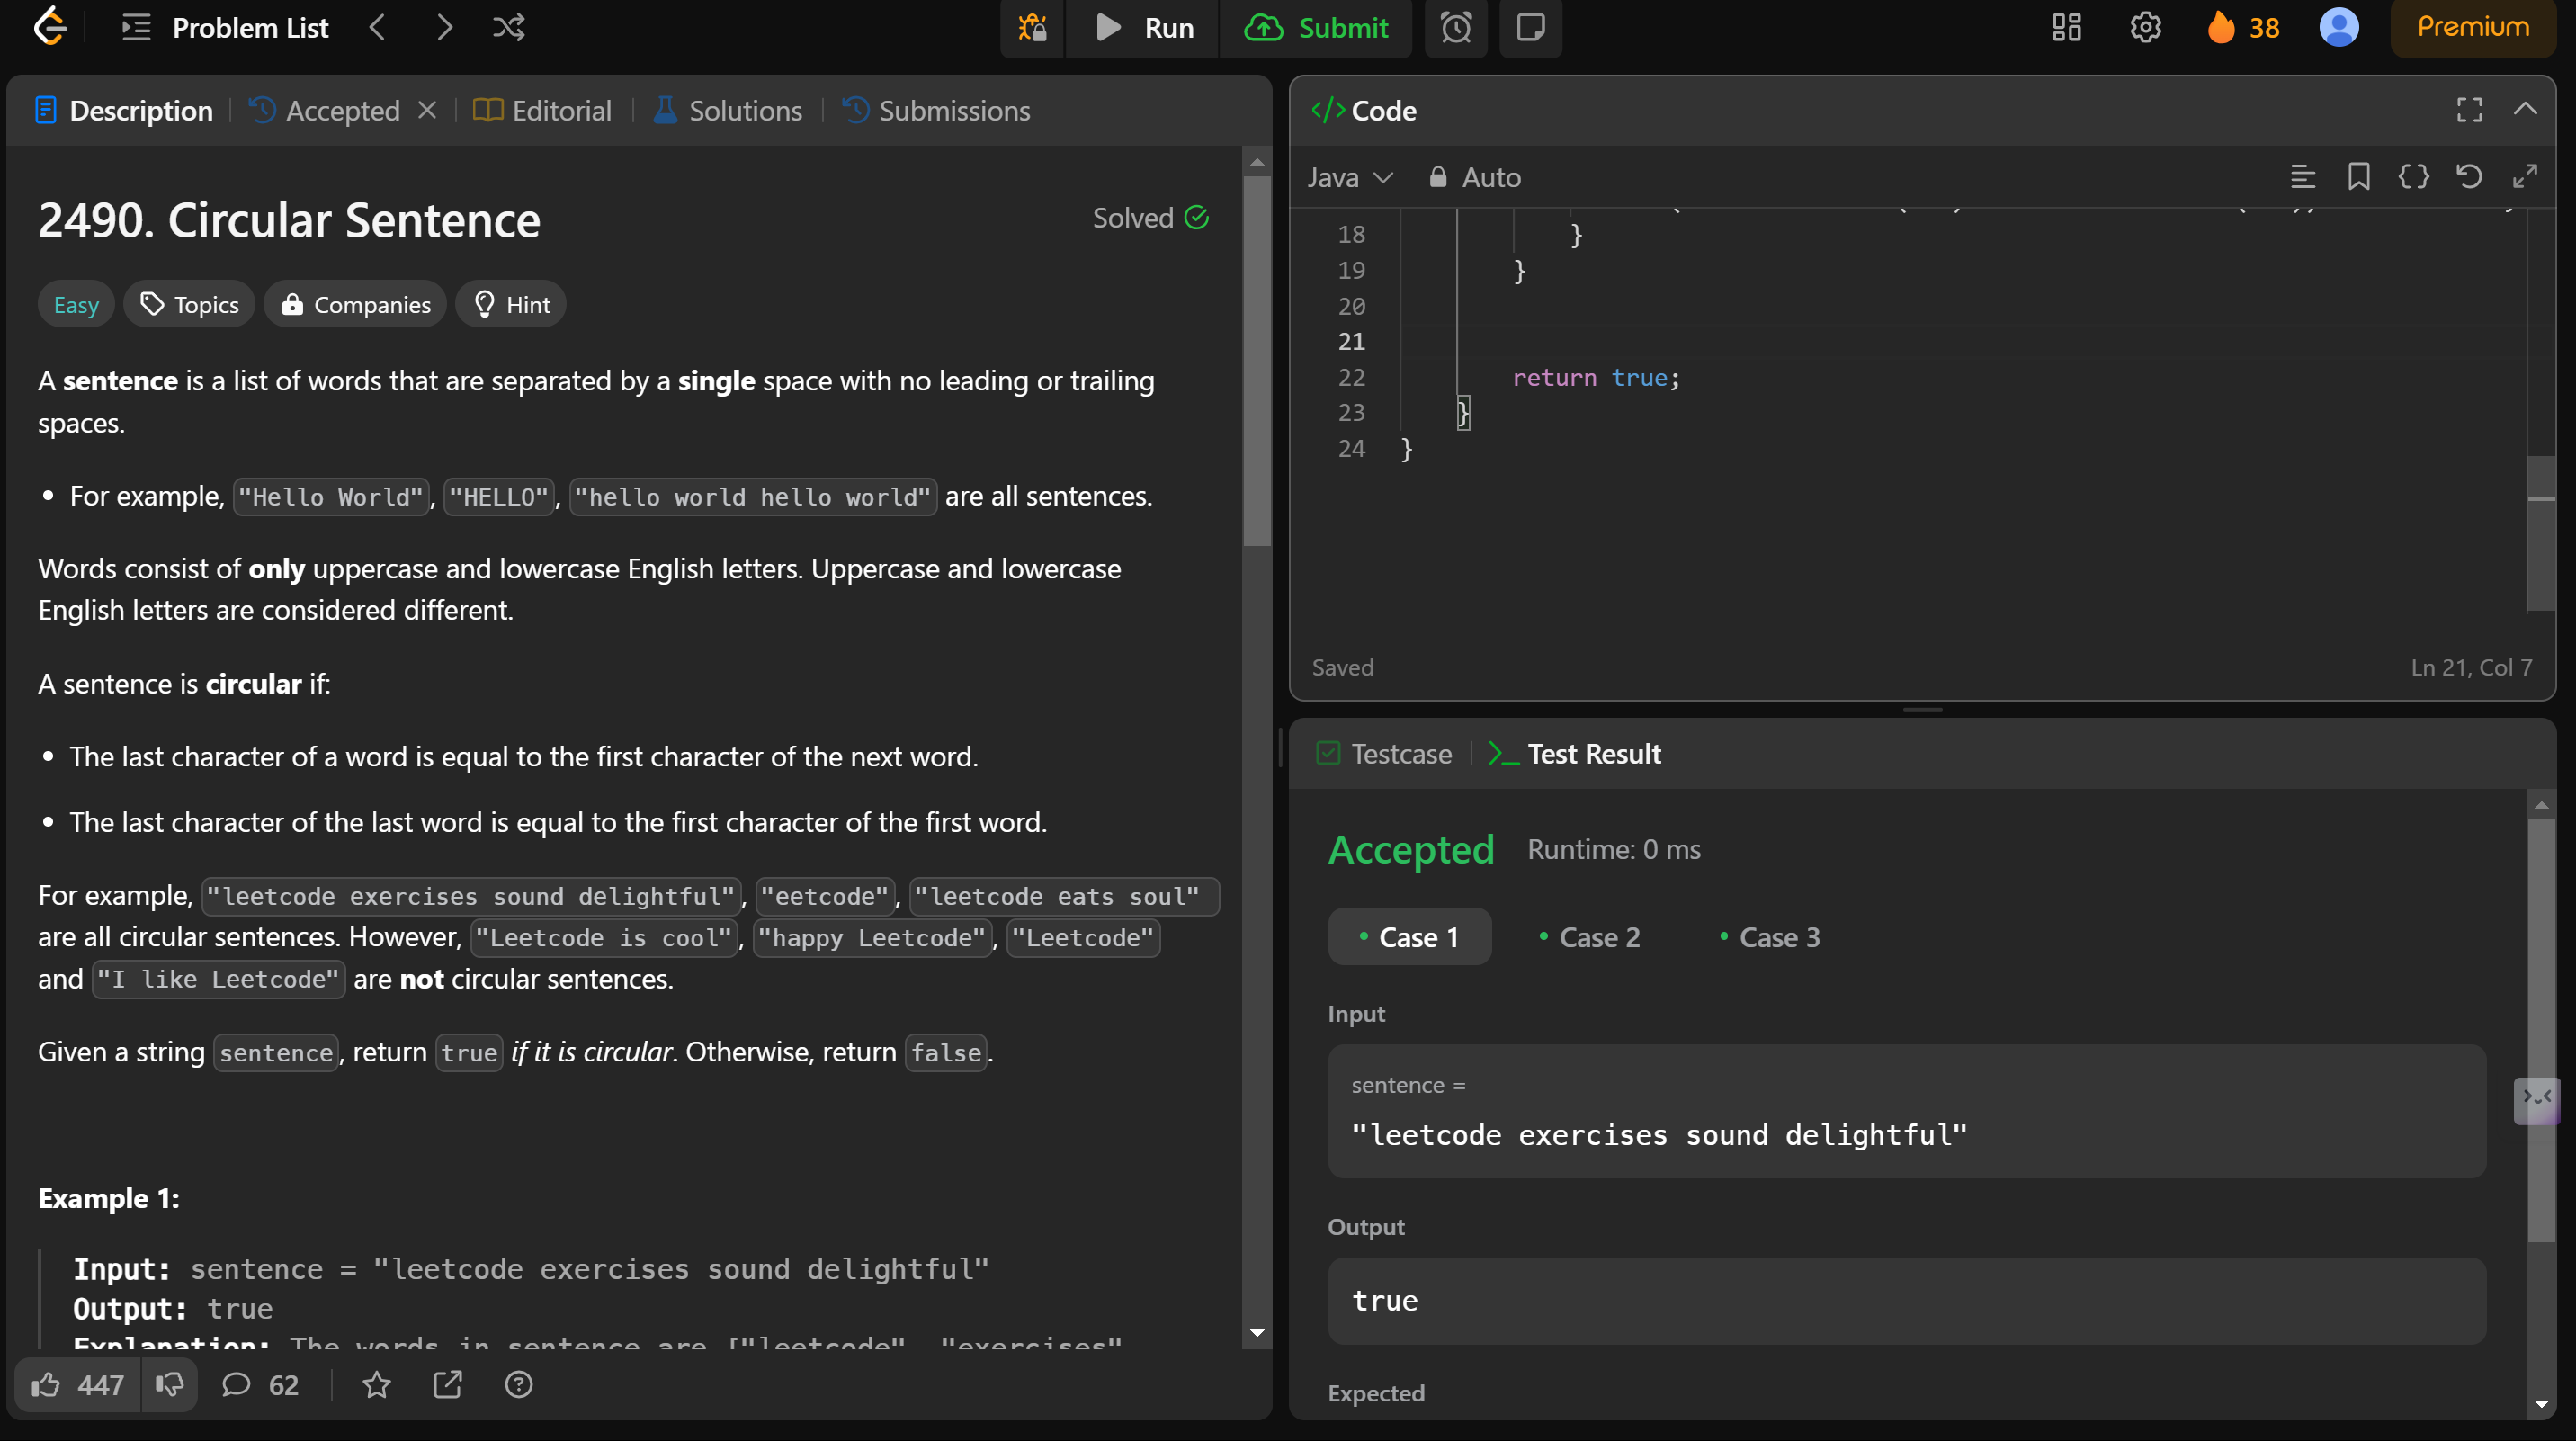 Problem List
Run
Submit
38
Premium
Description
Accepted
Editorial
Solutions
Submissions
2490. Circular Sentence
Solved
Easy
Topics
Companies
Hint
A sentence is a list of words that are separated by a single space with no leading or trailing
spaces.
• For example, "Hello World", "HELLO", "hello world hello world" are all sentences.
Words consist of only uppercase and lowercase English letters. Uppercase and lowercase
English letters are considered different.
A sentence is circular if:
• The last character of a word is equal to the first character of the next word.
• The last character of the last word is equal to the first character of the first word.
For example, "leetcode exercises sound delightful", "eetcode", "leetcode eats soul"
are all circular sentences. However, "Leetcode is cool", "happy Leetcode", "Leetcode"
and "I like Leetcode" are not circular sentences.
Given a string sentence, return true if it is circular. Otherwise, return false.
Example 1:
Input: sentence = "leetcode exercises sound delightful"
Output: true
Explanation: The words in sentence are ["leetcode", "exercises",
447
62
</> Code
Java
Auto
18 }
19 }
20
21
22 return true;
23 }
24 }
Saved
Ln 21, Col 7
Testcase
Test Result
Accepted
Runtime: 0 ms
• Case 1
• Case 2
• Case 3
Input
sentence =
"leetcode exercises sound delightful"
Output
true
Expected